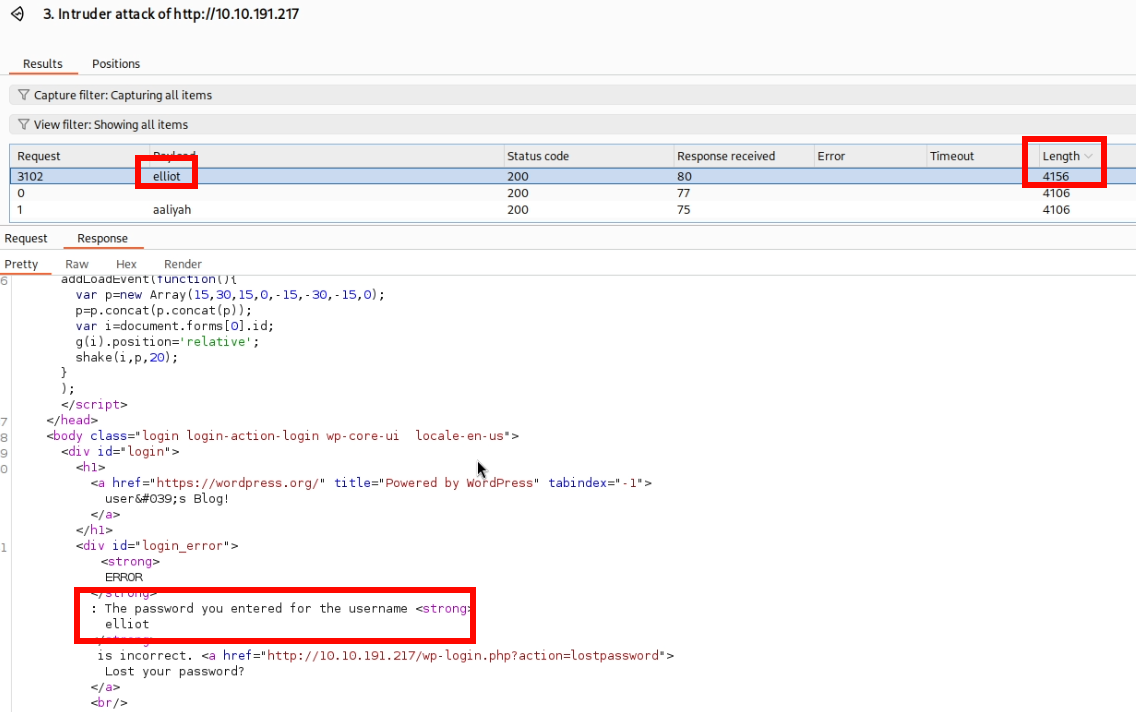 3. Intruder attack of http://10.10.191.217
Results Positions
Capture filter: Capturing all items
View filter: Showing all items
Request Payload Status code Response received Error Timeout Length
3102 elliot 200 80 4156
0 200 77 4106
1 aaliyah 200 75 4106
Request Response
Pretty Raw Hex Render
6 addLoadEvent(function(){
var p=new Array(15,30,15,0,-15,-30,-15,0);
p=p.concat(p.concat(p));
var i=document.forms[0].id;
g(i).position='relative';
shake(i,p,20);
}
);
</script>
7 </head>
8 <body class="login login-action-login wp-core-ui  locale-en-us">
9 <div id="login">
0 <h1>
<a href="https://wordpress.org/" title="Powered by WordPress" tabindex="-1">
user&#039;s Blog!
</a>
</h1>
1 <div id="login_error">
<strong>
ERROR
</strong>
: The password you entered for the username <strong>
elliot
</strong>
is incorrect. <a href="http://10.10.191.217/wp-login.php?action=lostpassword">
Lost your password?
</a>
<br/>